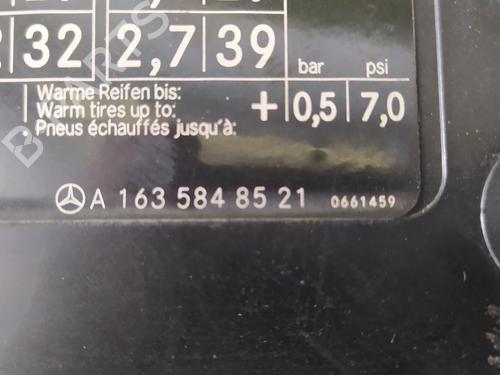 32 2,7 39 bar psi
Warme Reifen bis:
Warm tires up to: + 0,5 7,0
Pneus échauffés jusqu'à:
A 163 584 85 21 0661459